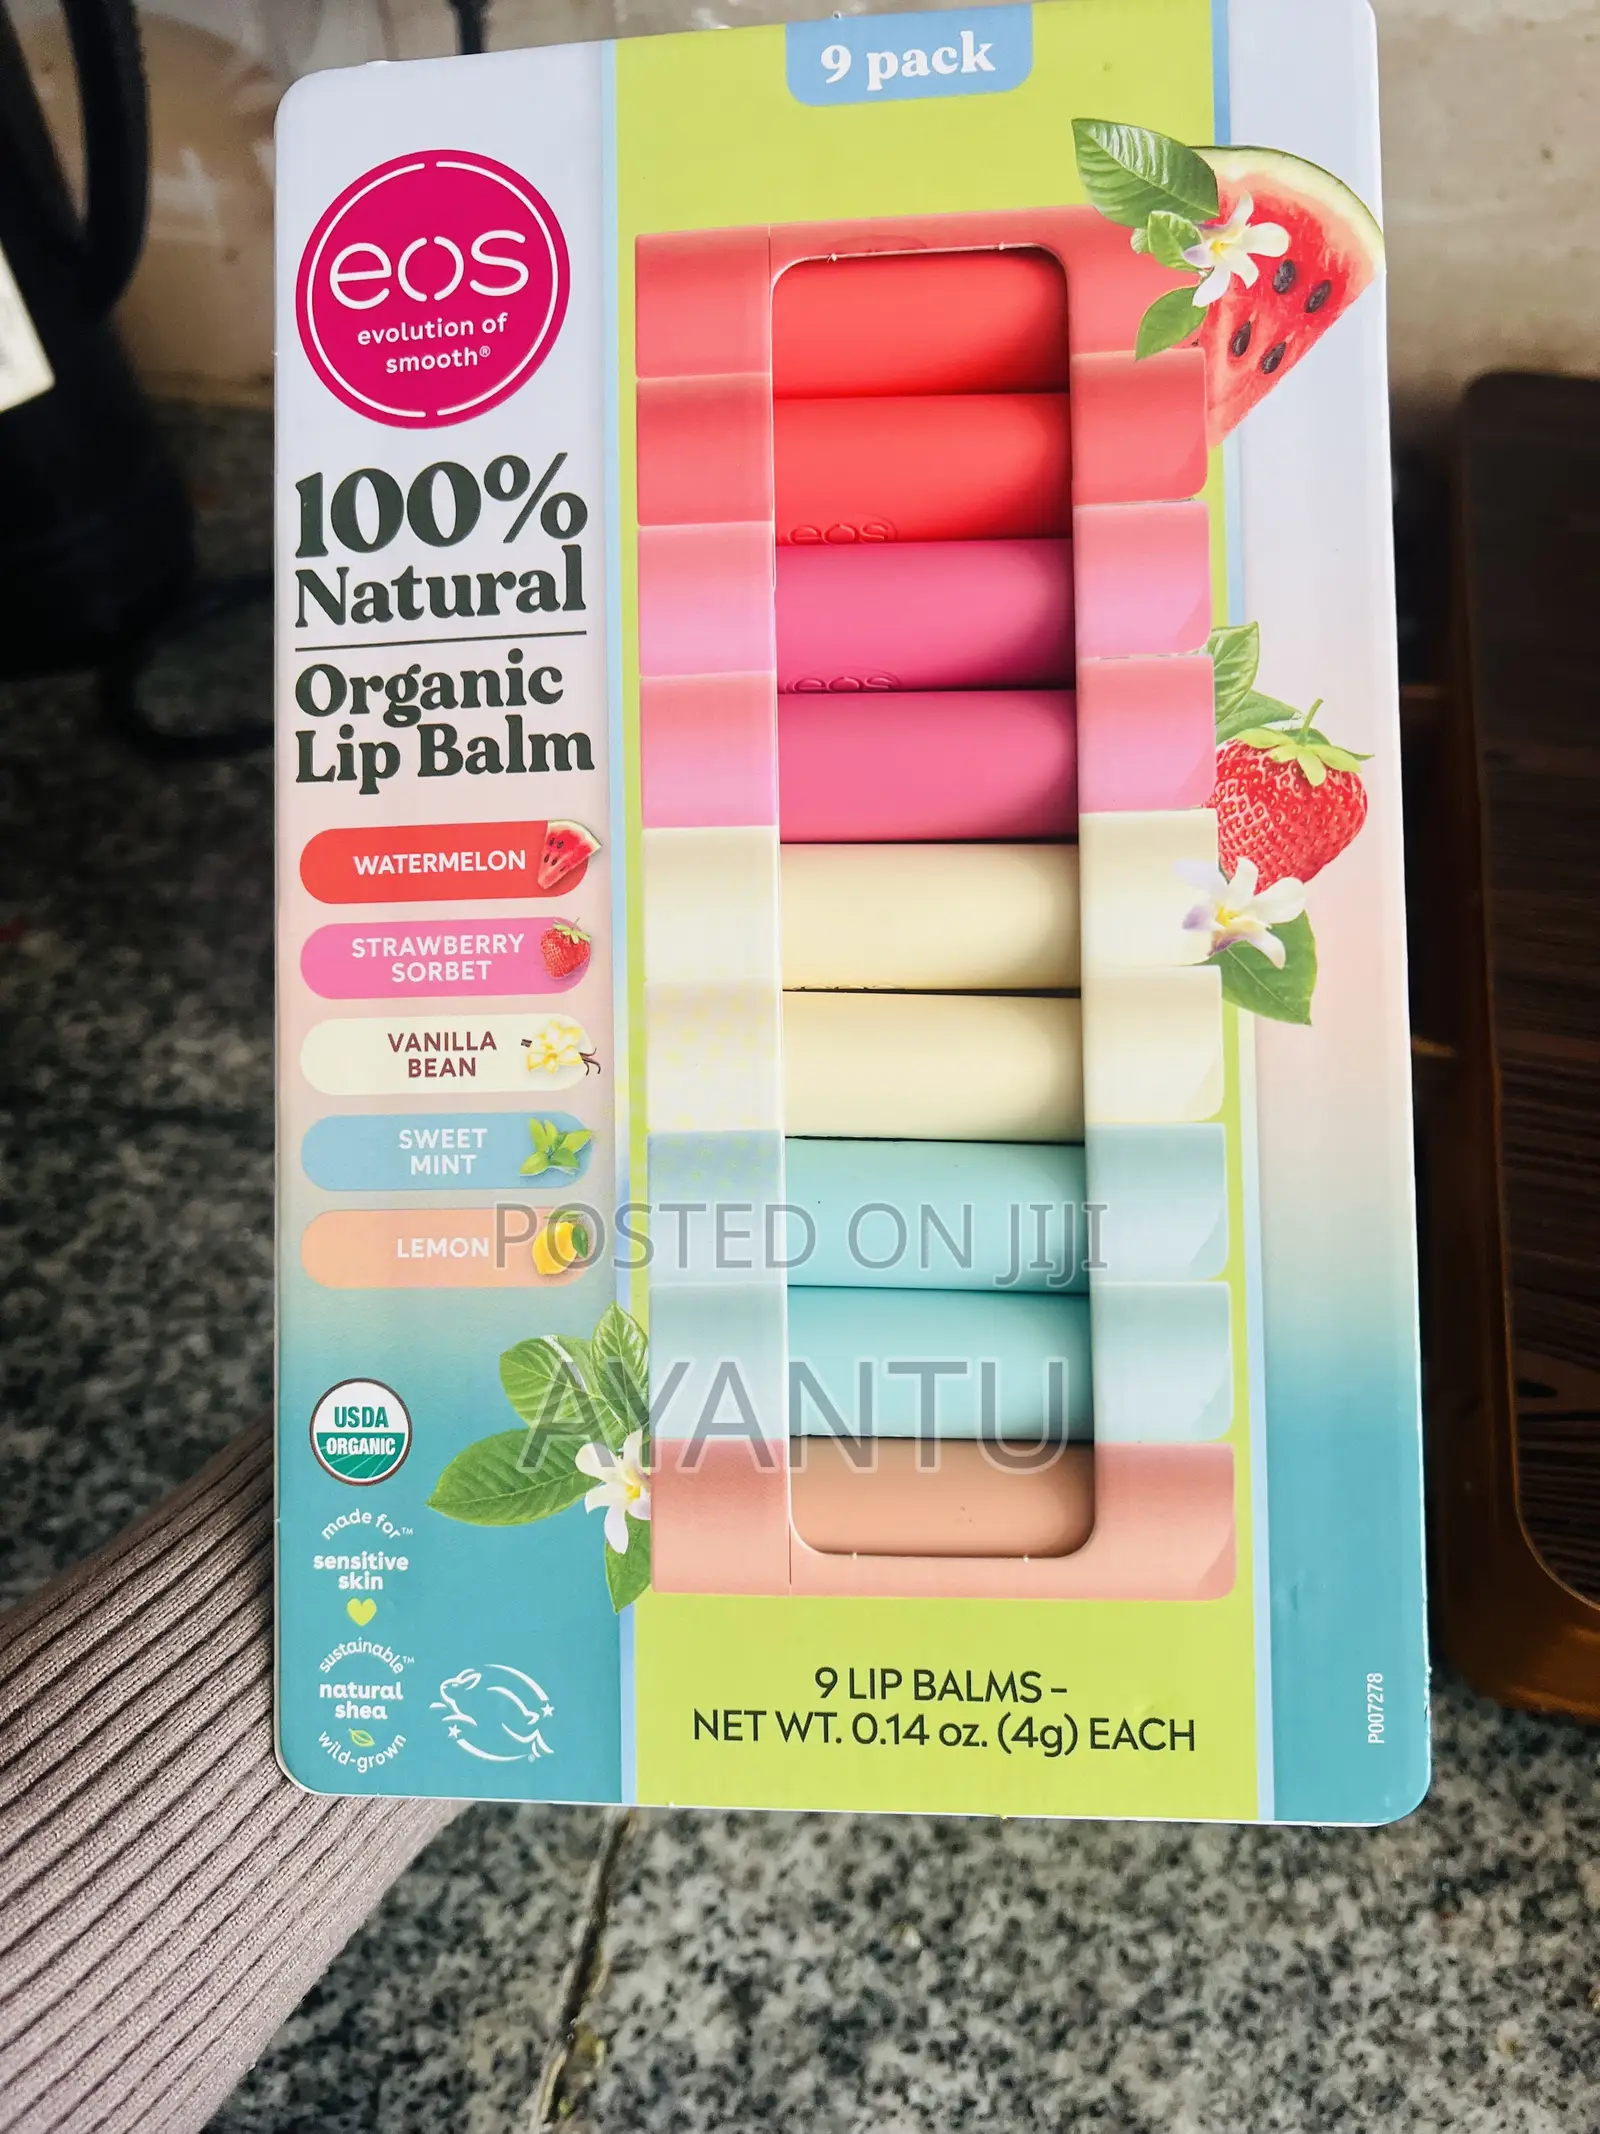 9 pack
eos
evolution of
smooth®
100%
Natural
Organic
Lip Balm
WATERMELON
STRAWBERRY
SORBET
VANILLA
BEAN
SWEET
MINT
LEMON
POSTED ON JIJI
AYANTU
USDA
ORGANIC
made for™
sensitive
skin
sustainable™
natural
shea
wild-grown
eos
eos
9 LIP BALMS –
NET WT. 0.14 oz. (4g) EACH
P007278